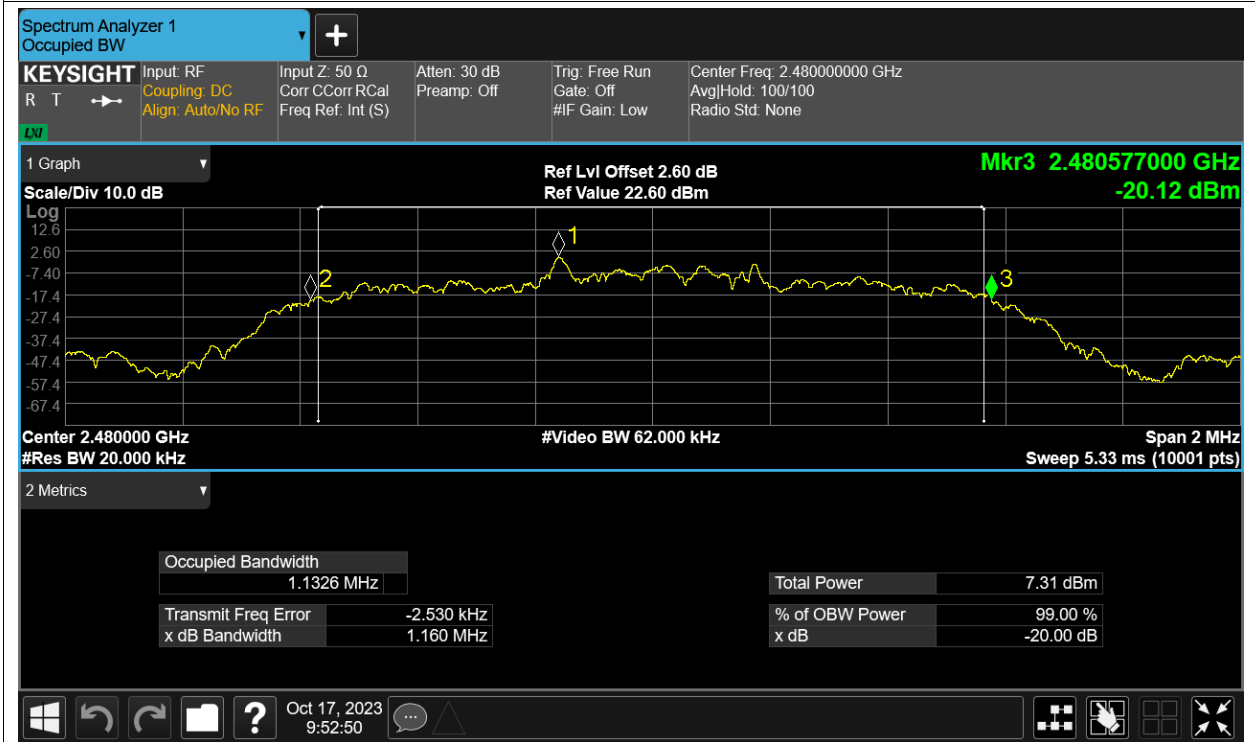 Spectrum Analyzer 1
Occupied BW
KEYSIGHT
R T
LXI
Input: RF
Coupling: DC
Align: Auto/No RF
Input Z: 50 Ω
Corr CCorr RCal
Freq Ref: Int (S)
Atten: 30 dB
Preamp: Off
Trig: Free Run
Gate: Off
#IF Gain: Low
Center Freq: 2.480000000 GHz
Avg|Hold: 100/100
Radio Std: None
1 Graph
Scale/Div 10.0 dB
Ref Lvl Offset 2.60 dB
Ref Value 22.60 dBm
Mkr3 2.480577000 GHz
-20.12 dBm
Log
12.6
2.60
-7.40
-17.4
-27.4
-37.4
-47.4
-57.4
-67.4
1
2
3
Center 2.480000 GHz
#Video BW 62.000 kHz
Span 2 MHz
#Res BW 20.000 kHz
Sweep 5.33 ms (10001 pts)
2 Metrics
Occupied Bandwidth
1.1326 MHz
Transmit Freq Error -2.530 kHz
x dB Bandwidth 1.160 MHz
Total Power 7.31 dBm
% of OBW Power 99.00 %
x dB -20.00 dB
?
Oct 17, 2023
9:52:50